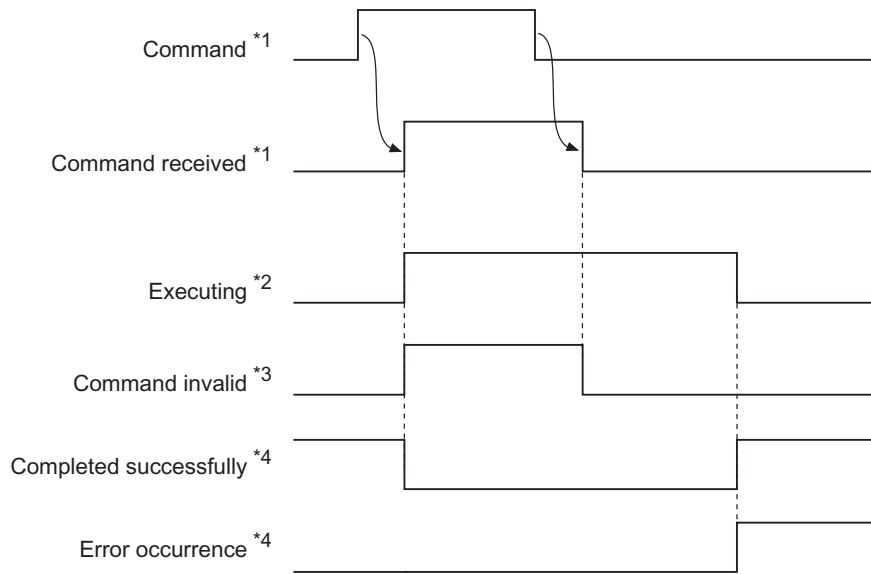 Command *1
Command received *1
Executing *2
Command invalid *3
Completed successfully *4
Error occurrence *4